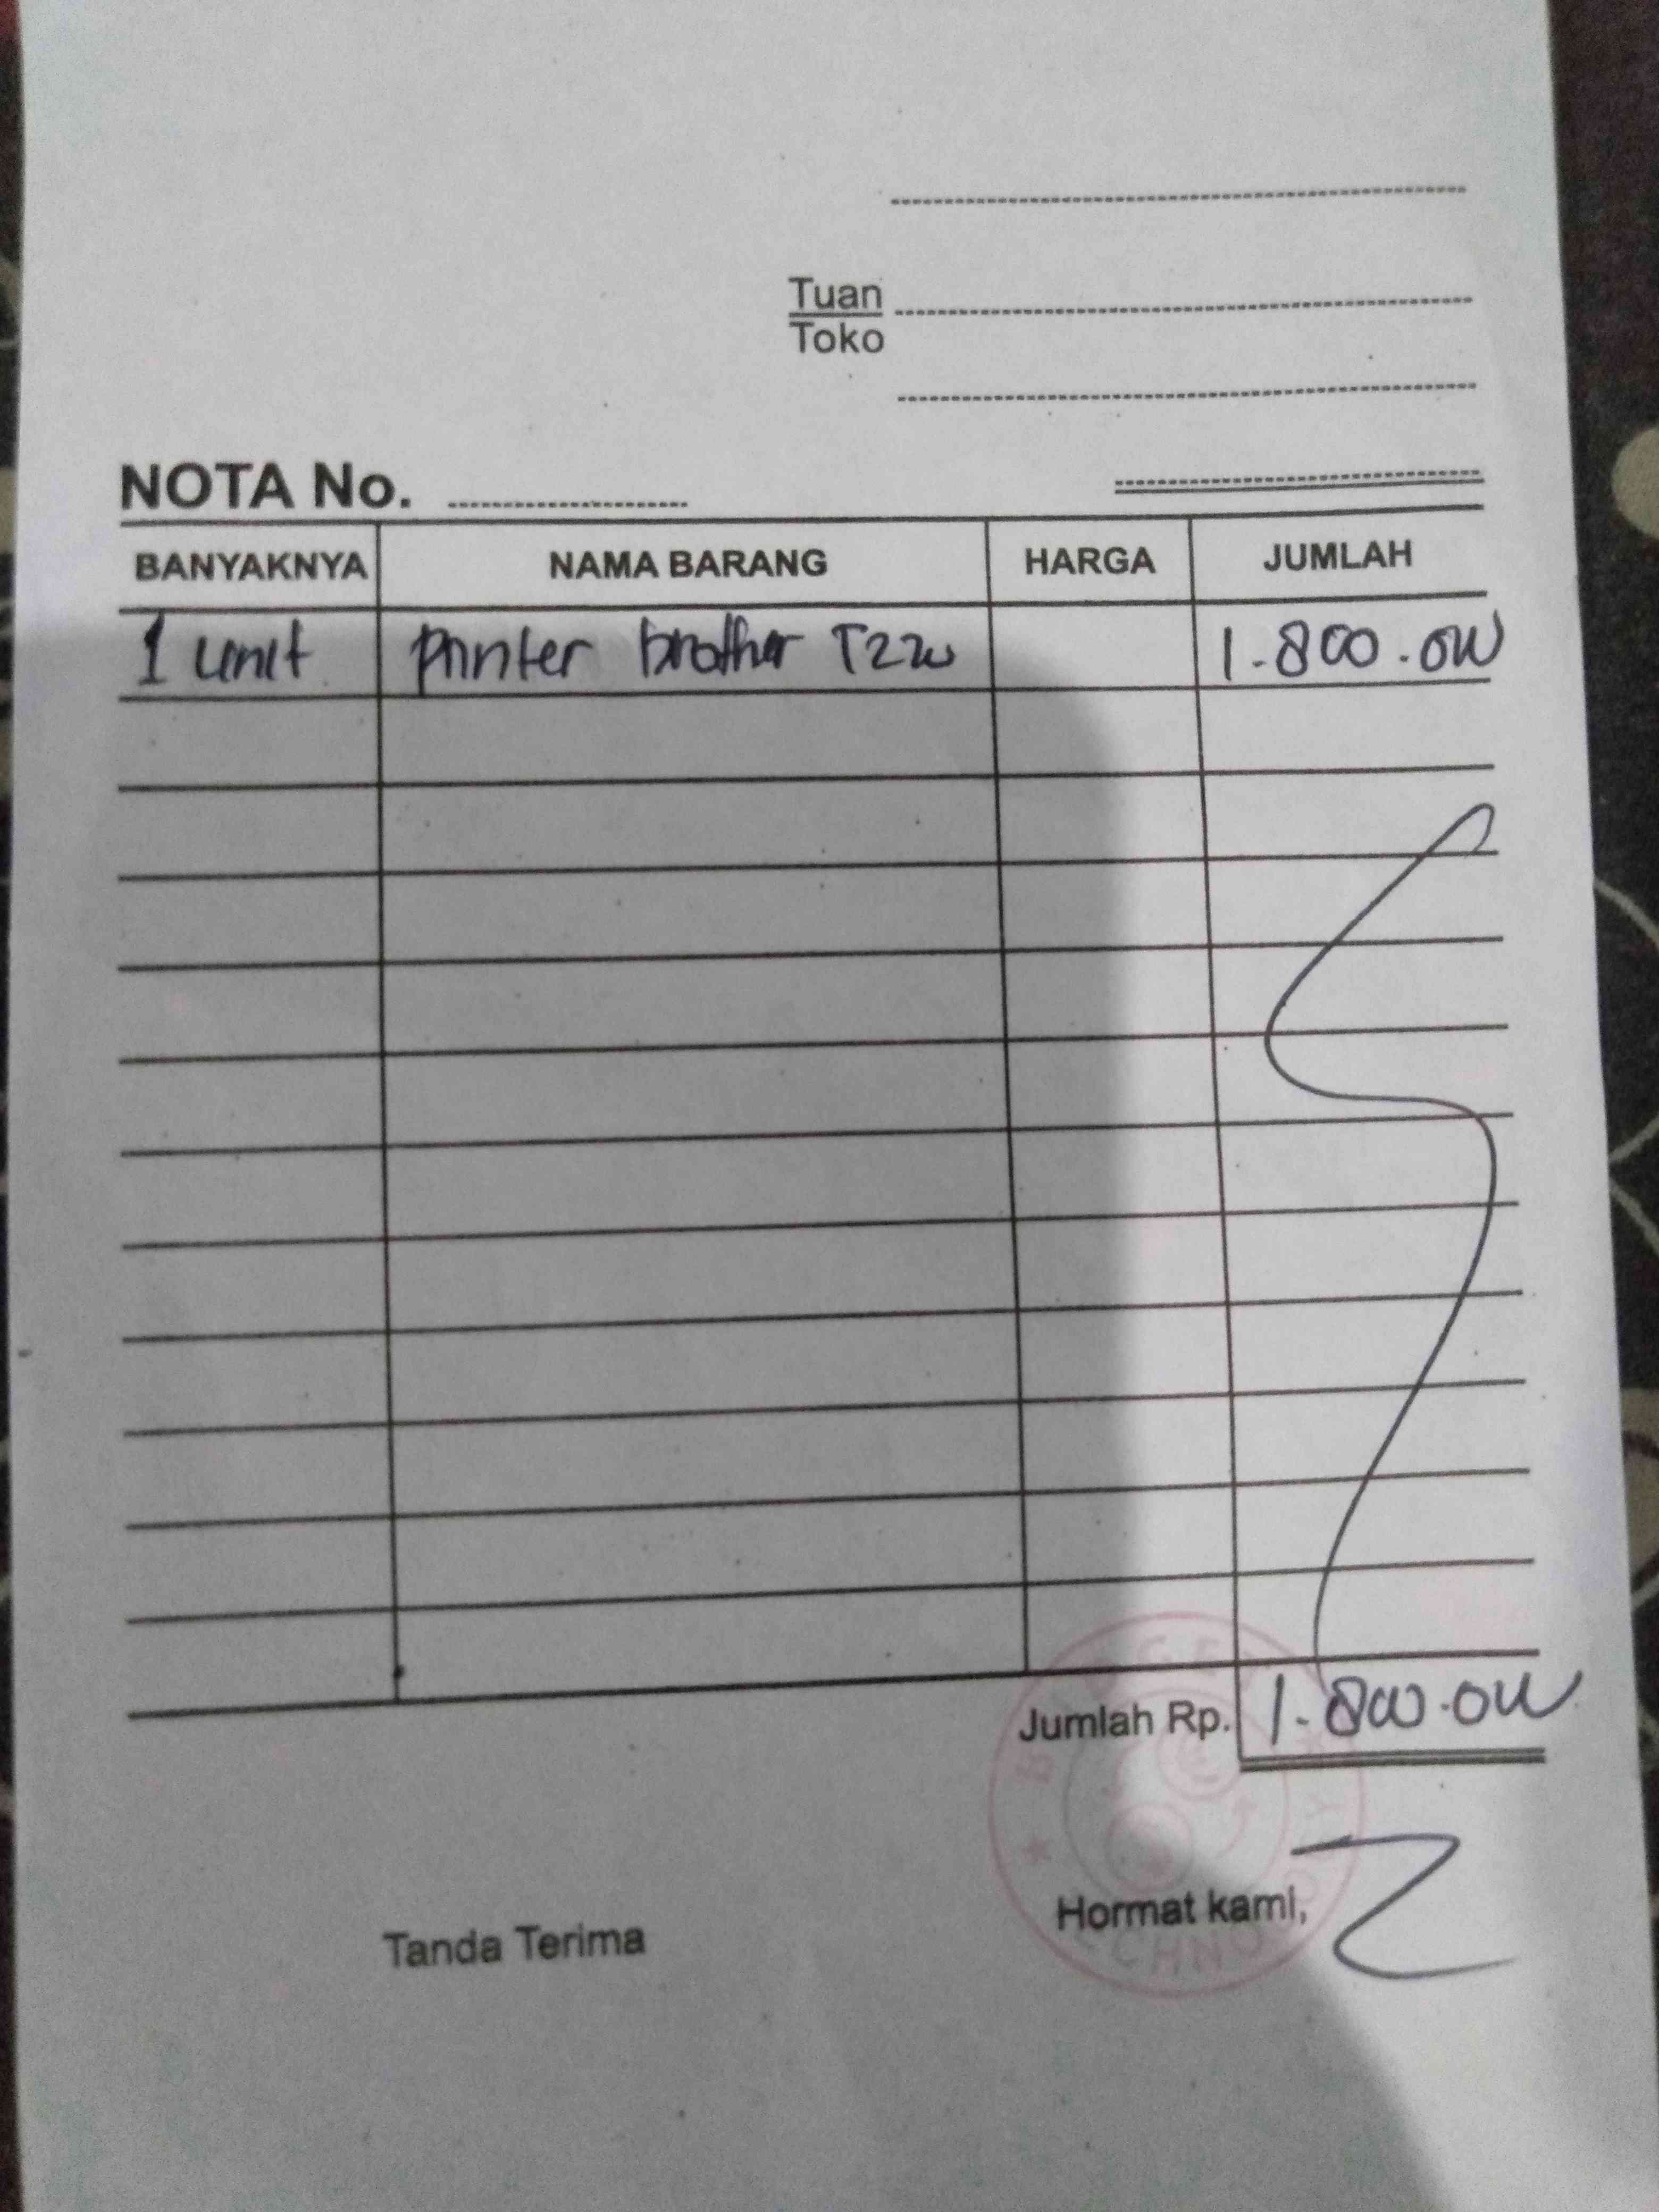 Tuan
Toko
NOTA No.
BANYAKNYA NAMA BARANG HARGA JUMLAH
1 unit Printer brother T220 1.800.000
Jumlah Rp. 1.800.000
Tanda Terima Hormat kami,